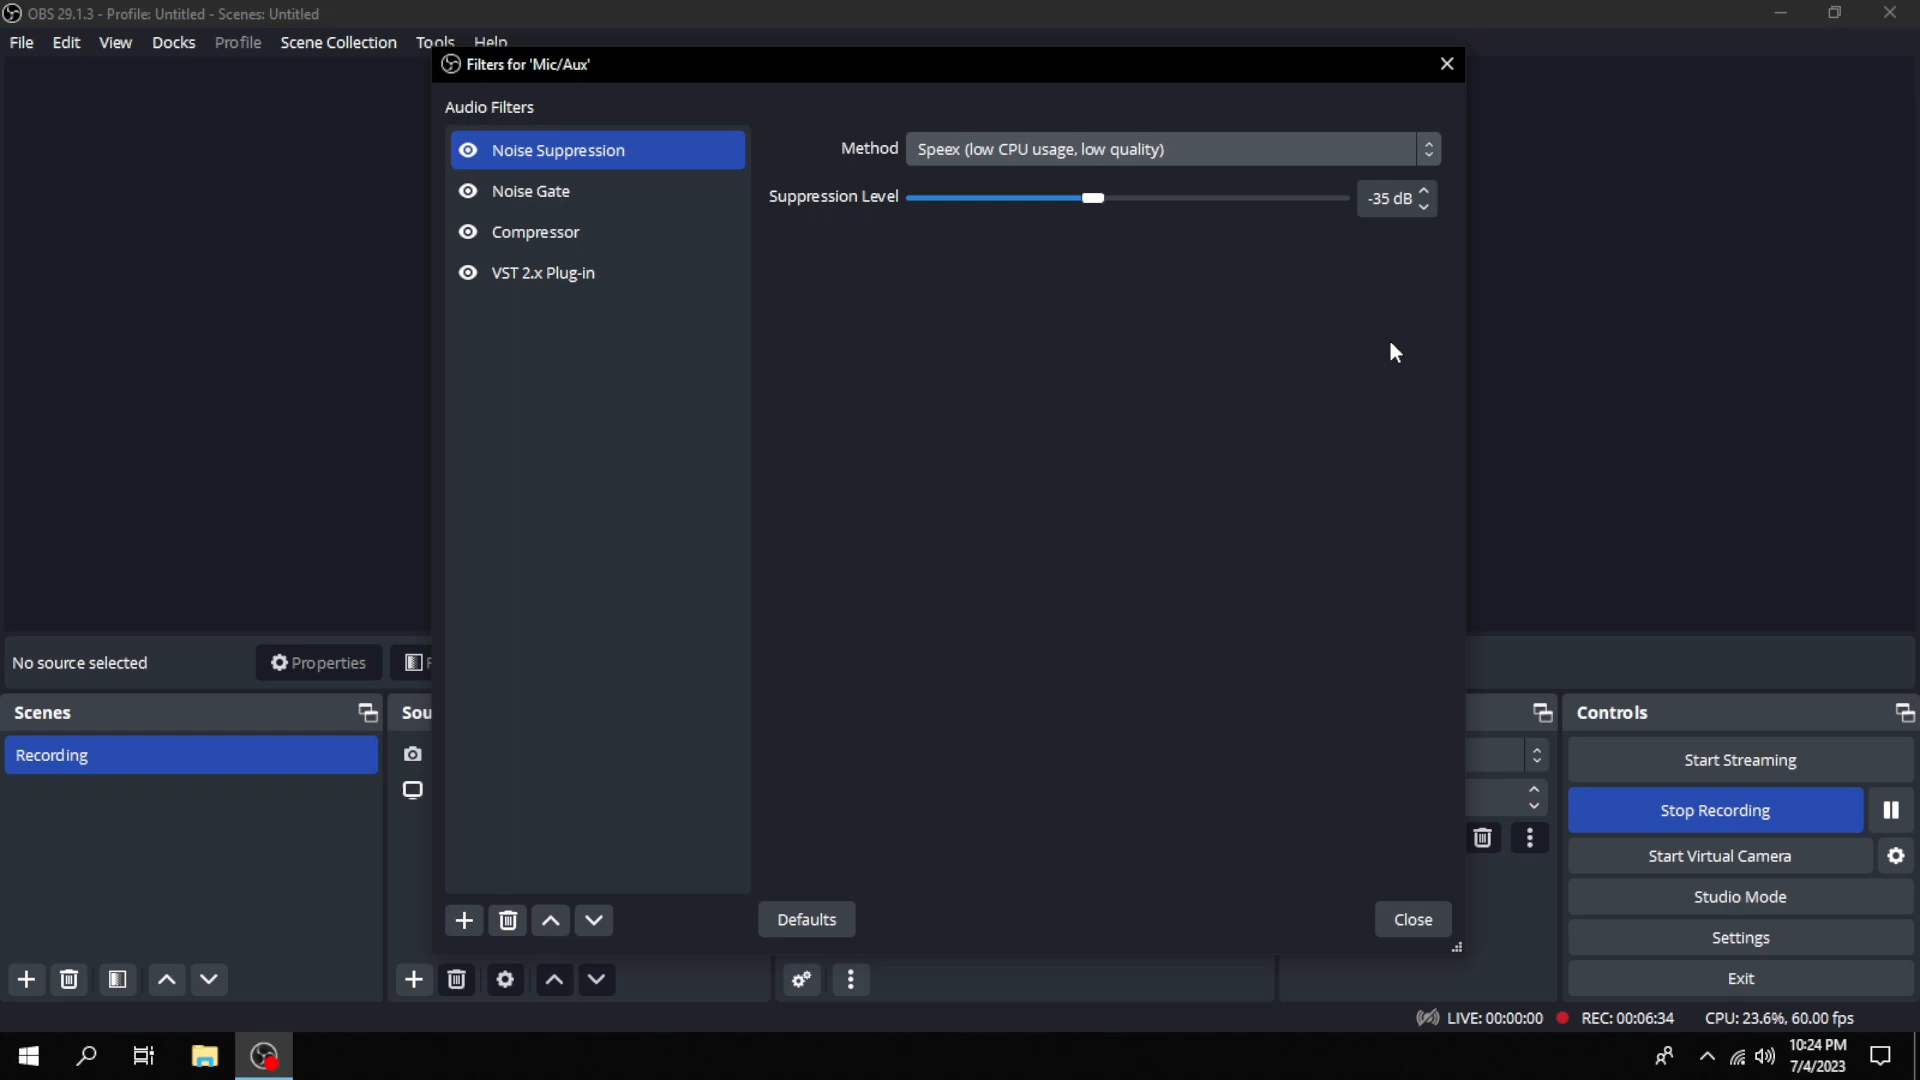 OBS 29.1.3 - Profile: Untitled - Scenes: Untitled
File Edit View Docks Profile Scene Collection Tools Help
Filters for 'Mic/Aux'
Audio Filters
Noise Suppression
Noise Gate
Compressor
VST 2.x Plug-in
Method Speex (low CPU usage, low quality)
Suppression Level -35 dB
Defaults
Close
No source selected
Properties
F
Scenes
Recording
Sou
Controls
Start Streaming
Stop Recording
Start Virtual Camera
Studio Mode
Settings
Exit
LIVE: 00:00:00 REC: 00:06:34 CPU: 23.6%, 60.00 fps
10:24 PM
7/4/2023